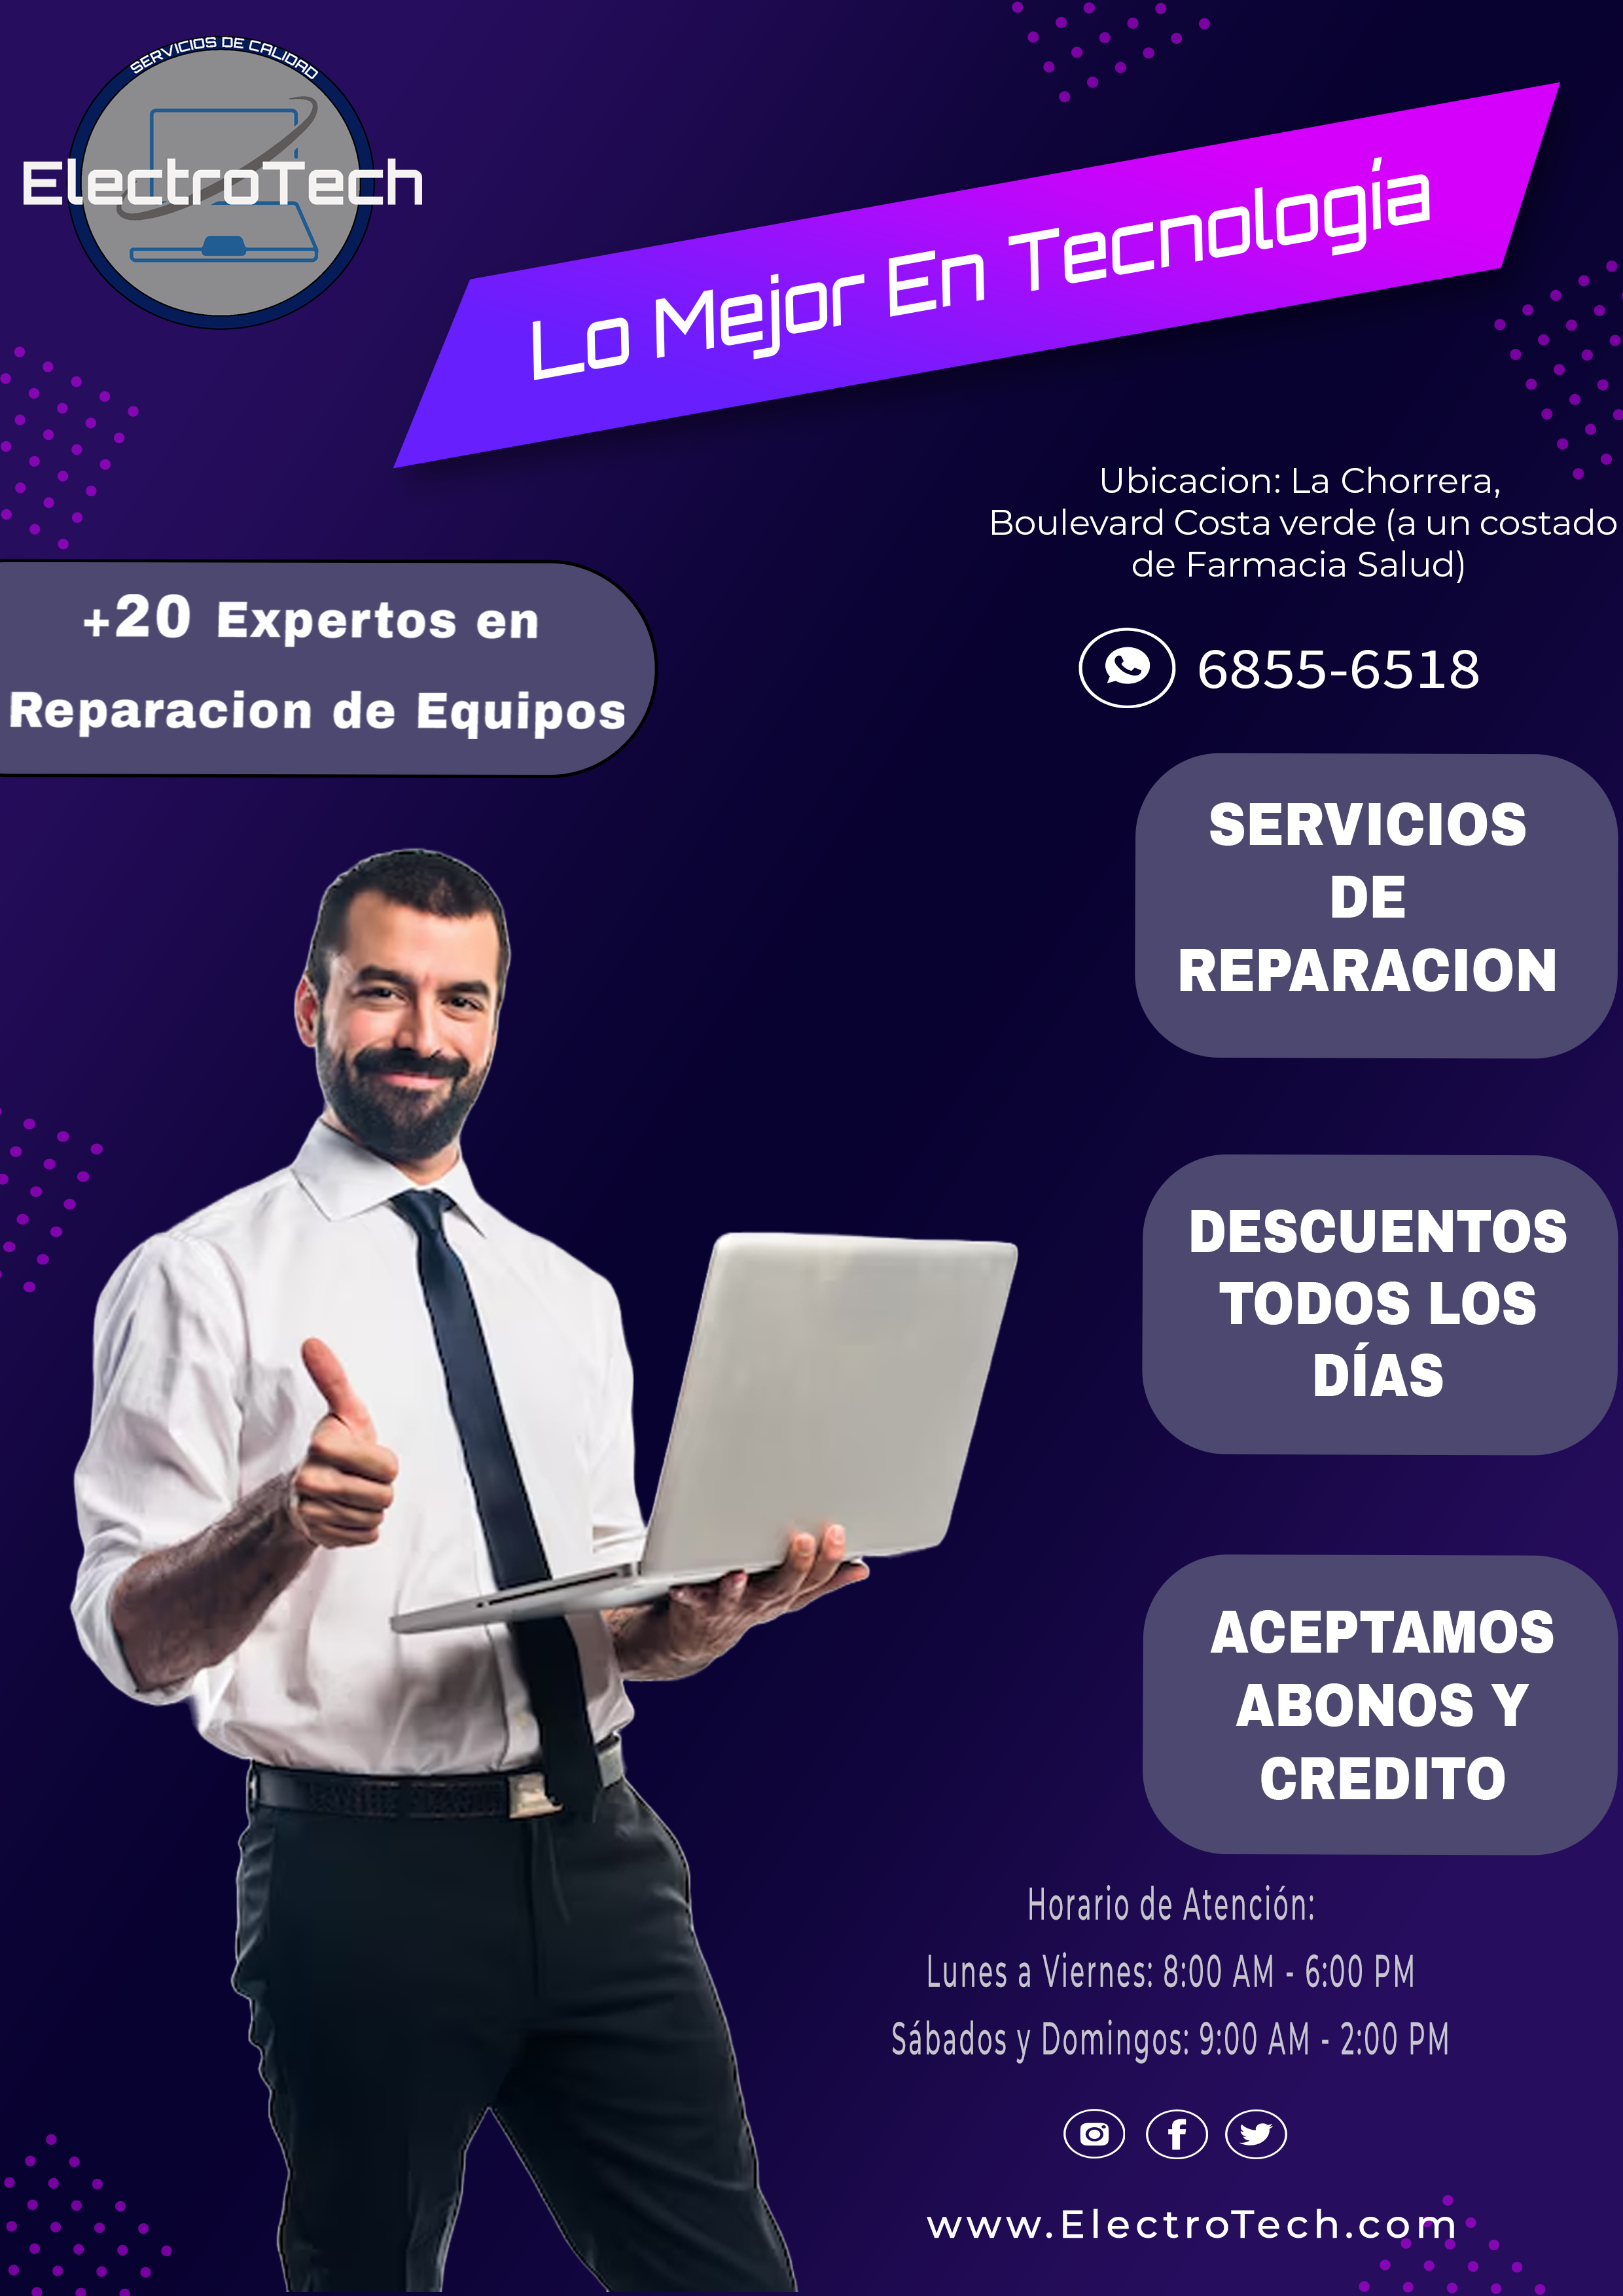 SERVICIOS DE CALIDAD
ElectroTech
Lo Mejor En Tecnología
Ubicacion: La Chorrera,
Boulevard Costa verde (a un costado
de Farmacia Salud)
+20 Expertos en
Reparacion de Equipos
6855-6518
SERVICIOS
DE
REPARACION
DESCUENTOS
TODOS LOS
DÍAS
ACEPTAMOS
ABONOS Y
CREDITO
Horario de Atención:
Lunes a Viernes: 8:00 AM - 6:00 PM
Sábados y Domingos: 9:00 AM - 2:00 PM
www.ElectroTech.com